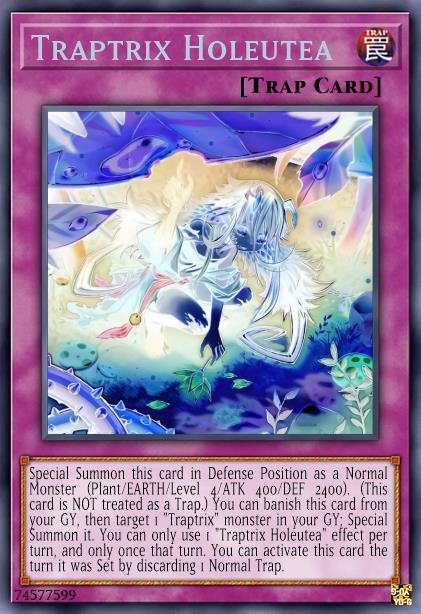 Traptrix Holeutea
TRAP
罠
[Trap Card]
Special Summon this card in Defense Position as a Normal
Monster (Plant/EARTH/Level 4/ATK 400/DEF 2400). (This
card is NOT treated as a Trap.) You can banish this card
from your GY, then target 1 "Traptrix" monster in your GY; Special
Summon it. You can only use 1 "Traptrix Holeutea" effect per
turn, and only once that turn. You can activate this card the
turn it was Set by discarding 1 Normal Trap.
74577599